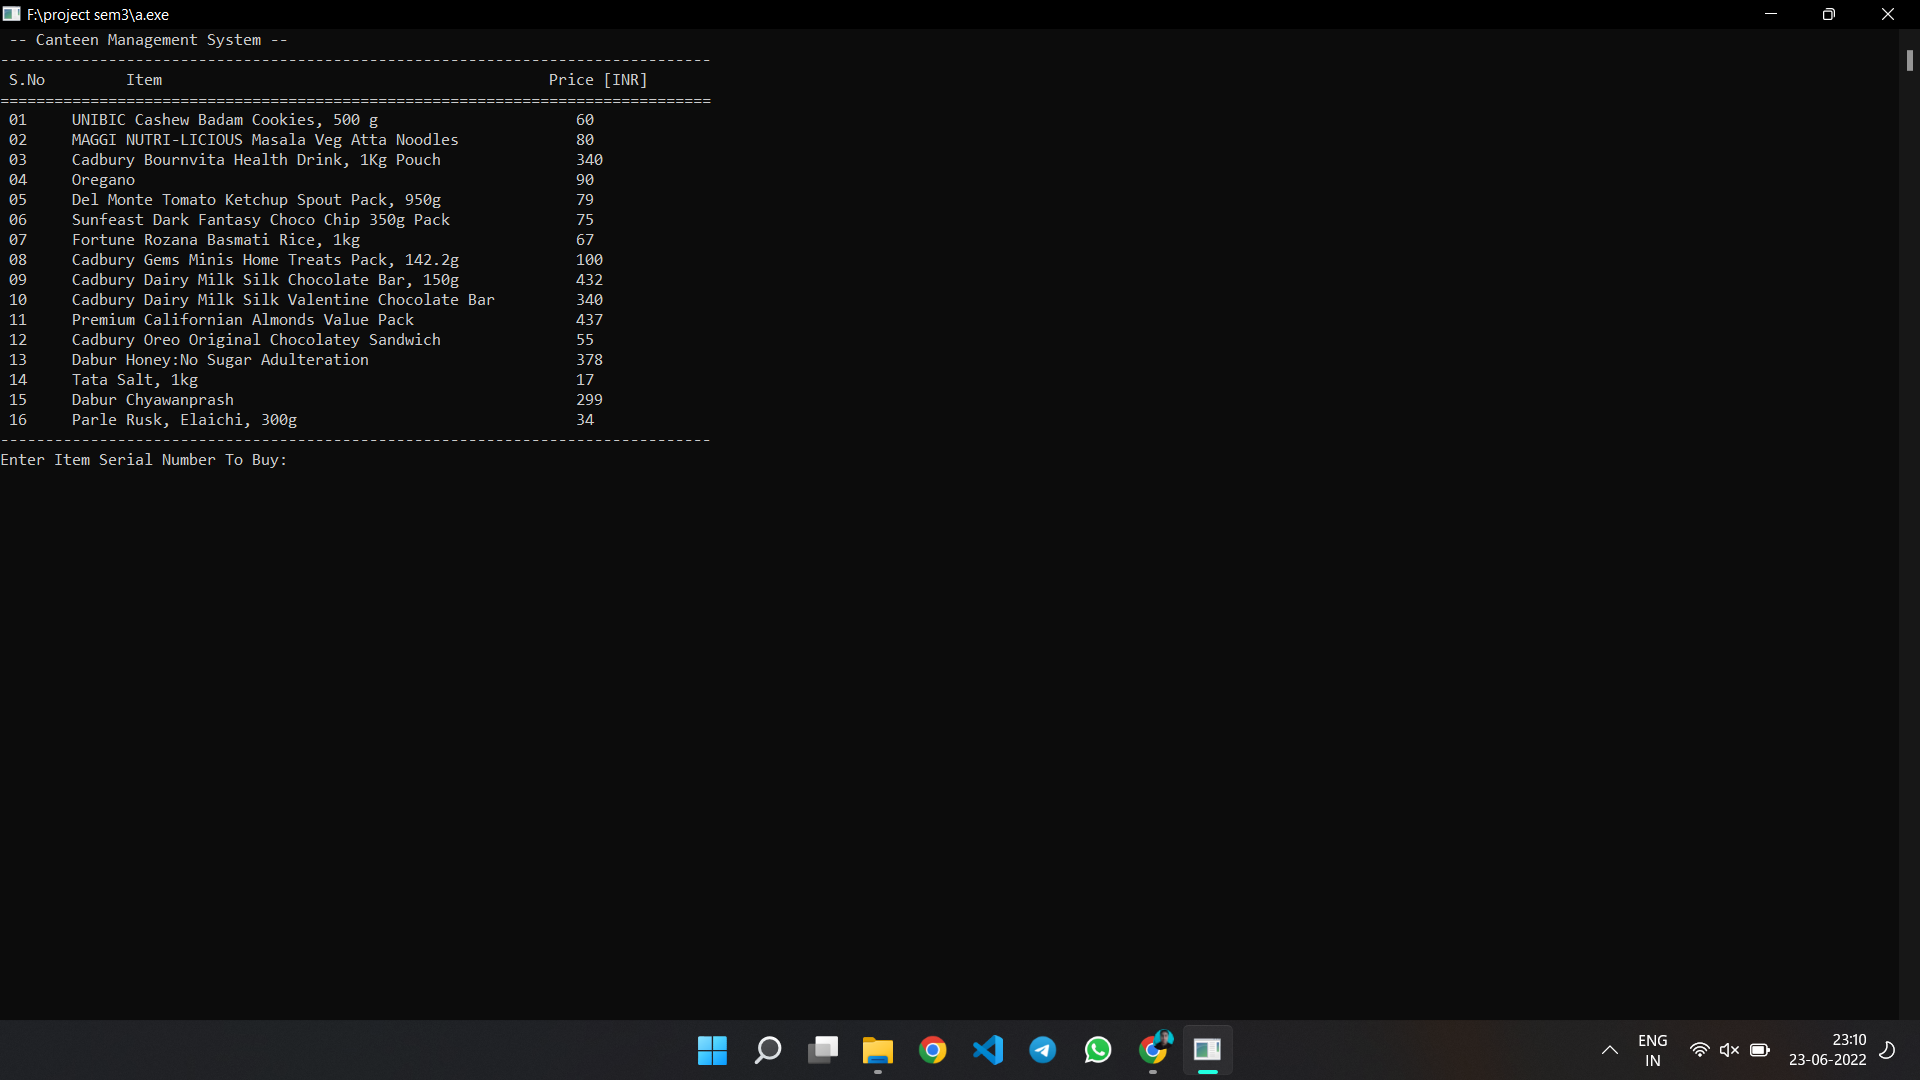 F:\project sem3\a.exe
-- Canteen Management System --
-------------------------------------------------------------------------------
S.No Item Price [INR]
===============================================================================
01 UNIBIC Cashew Badam Cookies, 500 g 60
02 MAGGI NUTRI-LICIOUS Masala Veg Atta Noodles 80
03 Cadbury Bournvita Health Drink, 1Kg Pouch 340
04 Oregano 90
05 Del Monte Tomato Ketchup Spout Pack, 950g 79
06 Sunfeast Dark Fantasy Choco Chip 350g Pack 75
07 Fortune Rozana Basmati Rice, 1kg 67
08 Cadbury Gems Minis Home Treats Pack, 142.2g 100
09 Cadbury Dairy Milk Silk Chocolate Bar, 150g 432
10 Cadbury Dairy Milk Silk Valentine Chocolate Bar 340
11 Premium Californian Almonds Value Pack 437
12 Cadbury Oreo Original Chocolatey Sandwich 55
13 Dabur Honey:No Sugar Adulteration 378
14 Tata Salt, 1kg 17
15 Dabur Chyawanprash 299
16 Parle Rusk, Elaichi, 300g 34
-------------------------------------------------------------------------------
Enter Item Serial Number To Buy:
ENG
IN
23:10
23-06-2022